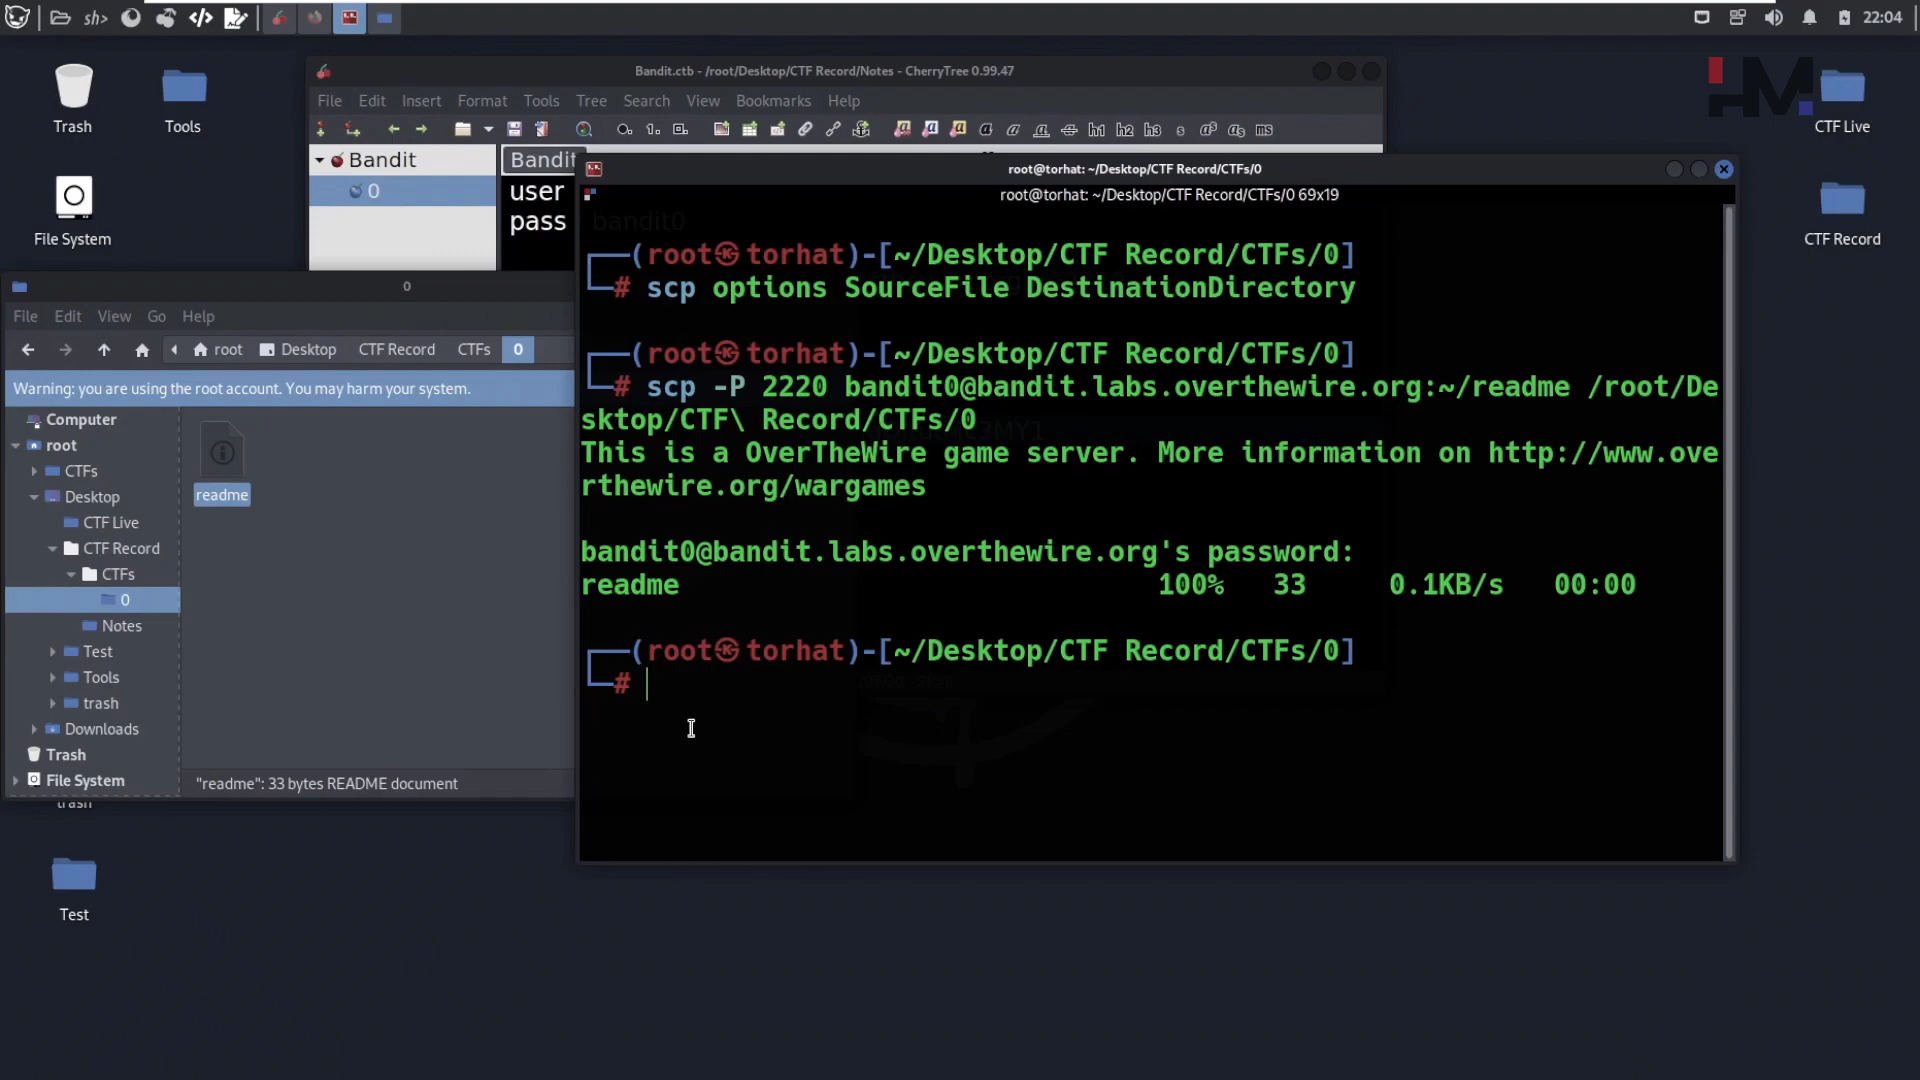 sh>
22:04
Trash
Tools
File System
trash
Test
CTF Live
CTF Record
HM
Bandit.ctb - /root/Desktop/CTF Record/Notes - CherryTree 0.99.47
File Edit Insert Format Tools Tree Search View Bookmarks Help
h1 h2 h3 s
Bandit
0
Bandit
user
pass bandit0
0
File Edit View Go Help
root Desktop CTF Record CTFs 0
Warning: you are using the root account. You may harm your system.
Computer
root
CTFs
Desktop
CTF Live
CTF Record
CTFs
0
Notes
Test
Tools
trash
Downloads
Trash
File System
readme
"readme": 33 bytes README document
root@torhat: ~/Desktop/CTF Record/CTFs/0
root@torhat: ~/Desktop/CTF Record/CTFs/0 69x19
┌──(root㉿torhat)-[~/Desktop/CTF Record/CTFs/0]
└─# scp options SourceFile DestinationDirectory
┌──(root㉿torhat)-[~/Desktop/CTF Record/CTFs/0]
└─# scp -P 2220 bandit0@bandit.labs.overthewire.org:~/readme /root/De
sktop/CTF\ Record/CTFs/0
This is a OverTheWire game server. More information on http://www.ove
rthewire.org/wargames
bandit0@bandit.labs.overthewire.org's password:
readme 100% 33 0.1KB/s 00:00
┌──(root㉿torhat)-[~/Desktop/CTF Record/CTFs/0]
└─#